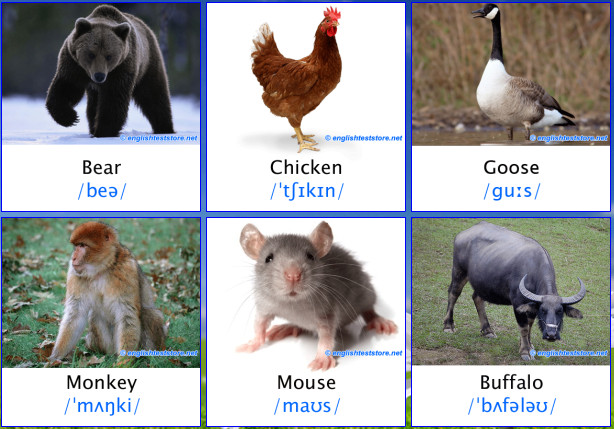 © englishteststore.net
© englishteststore.net
© englishteststore.net
Bear
Chicken
Goose
/beə/
/ˈtʃɪkɪn/
/ɡuːs/
© englishteststore.net
© englishteststore.net
© englishteststore.net
Monkey
Mouse
Buffalo
/ˈmʌŋki/
/maʊs/
/ˈbʌfələʊ/